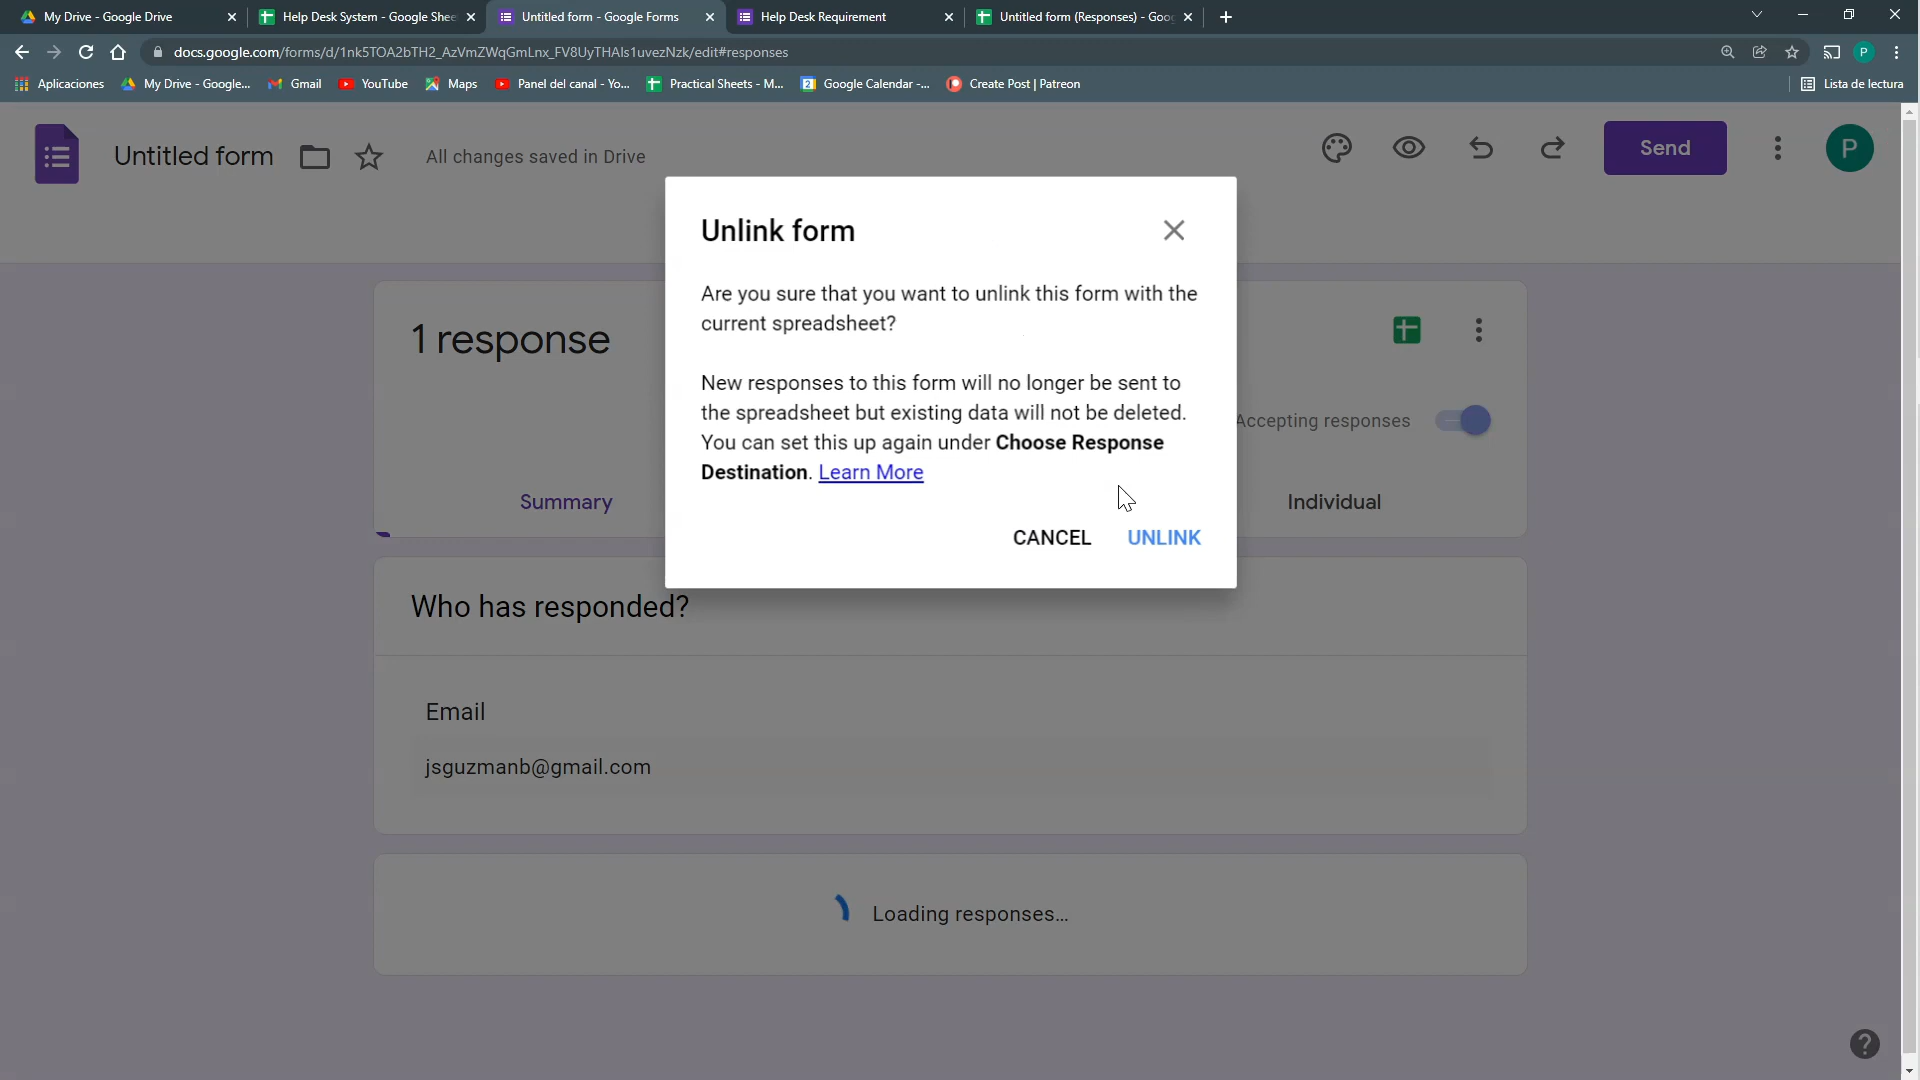 My Drive - Google Drive
Help Desk System - Google Shee
Untitled form - Google Forms
Help Desk Requirement
Untitled form (Responses) - Goog
docs.google.com/forms/d/1nk5TOA2bTH2_AzVmZWqGmLnx_FV8UyTHAls1uvezNzk/edit#responses
P
Aplicaciones
My Drive - Google...
Gmail
YouTube
Maps
Panel del canal - Yo...
Practical Sheets - M...
Google Calendar -...
Create Post | Patreon
Lista de lectura
Untitled form
All changes saved in Drive
Send
P
Unlink form
Are you sure that you want to unlink this form with the
current spreadsheet?
New responses to this form will no longer be sent to
the spreadsheet but existing data will not be deleted.
You can set this up again under Choose Response
Destination. Learn More
CANCEL
UNLINK
1 response
Accepting responses
Summary
Individual
Who has responded?
Email
jsguzmanb@gmail.com
Loading responses...